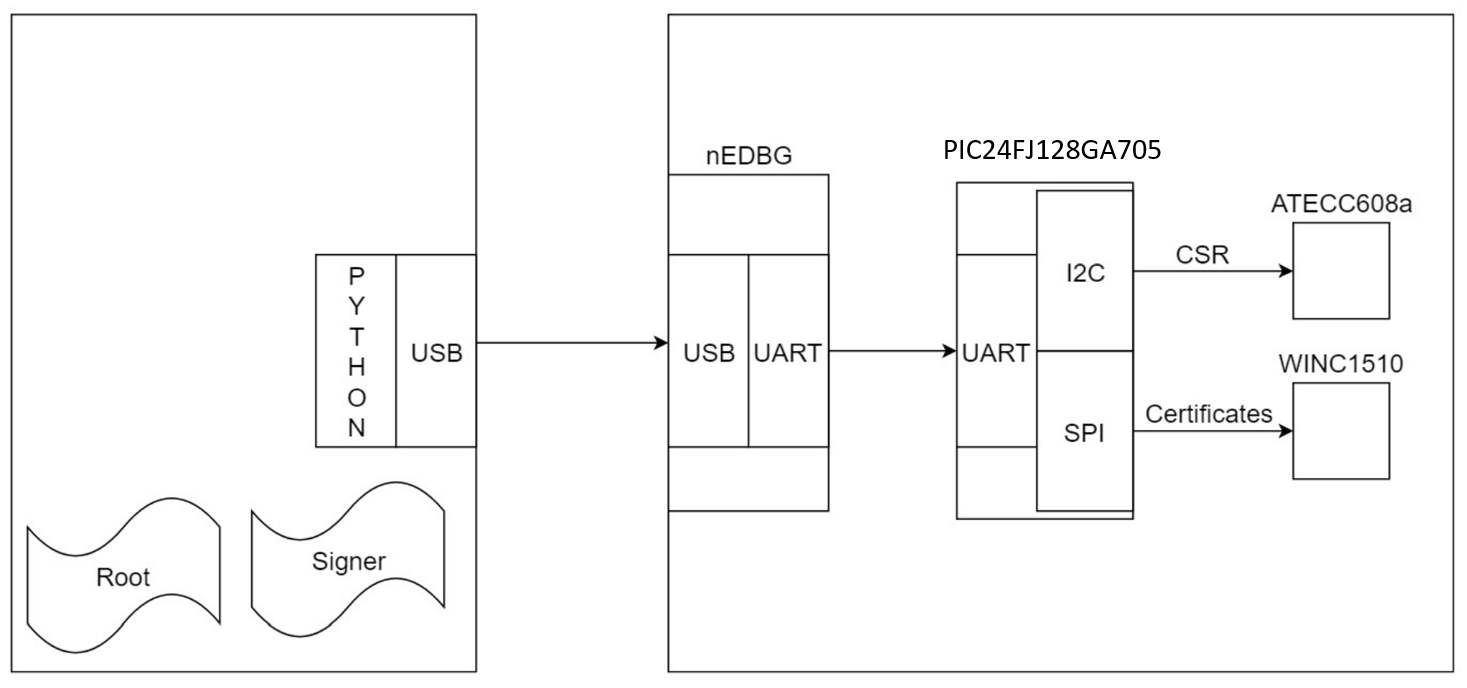 nEDBG
PIC24FJ128GA705
ATECC608a
P
Y
T
H
O
N
USB
USB
UART
UART
I2C
CSR
WINC1510
SPI
Certificates
Root
Signer